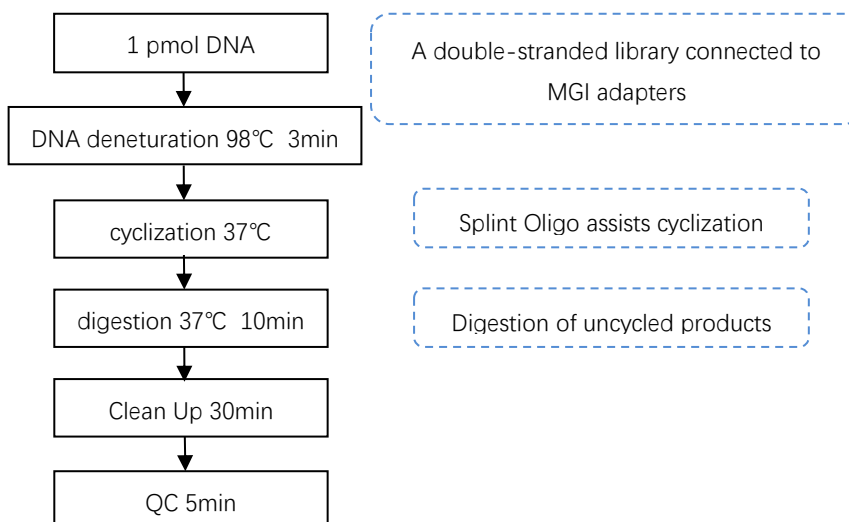 1 pmol DNA
A double-stranded library connected to
MGI adapters
DNA deneturation 98℃ 3min
cyclization 37℃
Splint Oligo assists cyclization
digestion 37℃ 10min
Digestion of uncycled products
Clean Up 30min
QC 5min